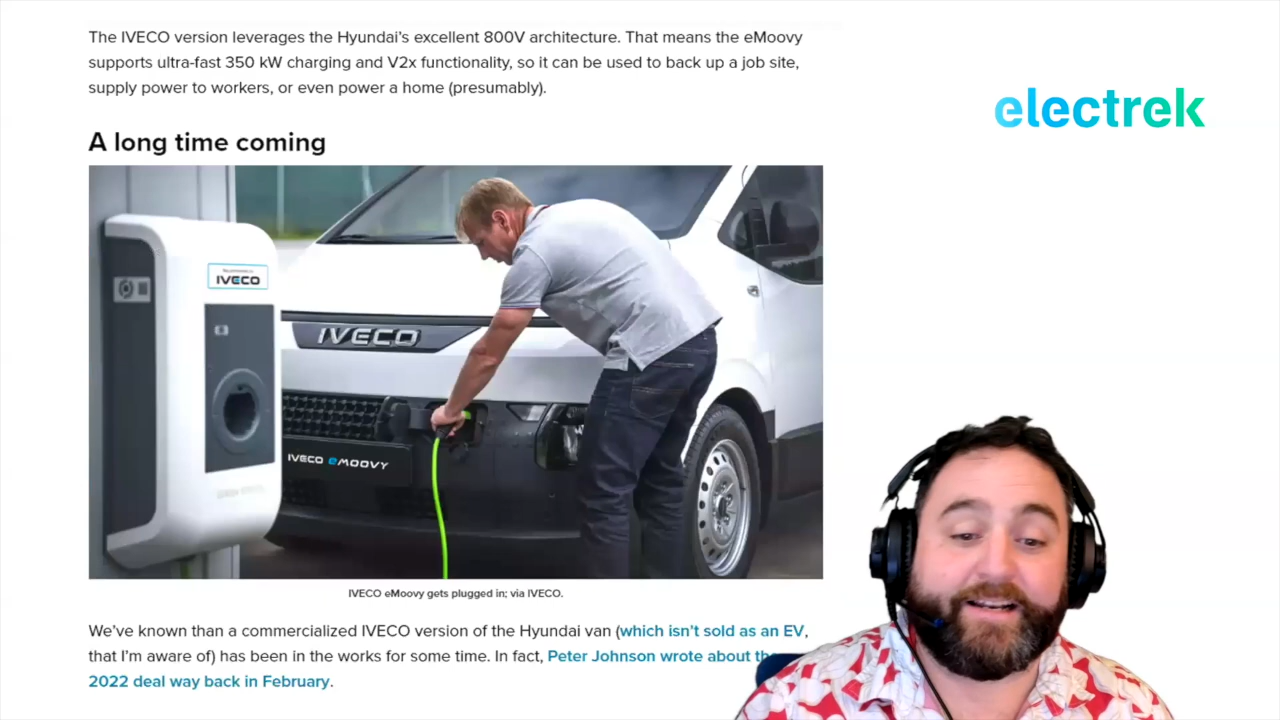 The IVECO version leverages the Hyundai’s excellent 800V architecture. That means the eMoovy
supports ultra-fast 350 kW charging and V2x functionality, so it can be used to back up a job site,
supply power to workers, or even power a home (presumably).
electrek
A long time coming
IVECO
IVECO
IVECO eMOOVY
IVECO eMoovy gets plugged in; via IVECO.
We’ve known than a commercialized IVECO version of the Hyundai van (which isn’t sold as an EV,
that I’m aware of) has been in the works for some time. In fact, Peter Johnson wrote about the
2022 deal way back in February.